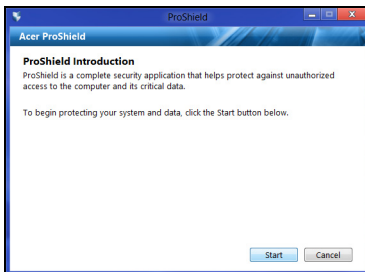 ProShield
Acer ProShield
ProShield Introduction
ProShield is a complete security application that helps protect against unauthorized
access to the computer and its critical data.
To begin protecting your system and data, click the Start button below.
Start Cancel